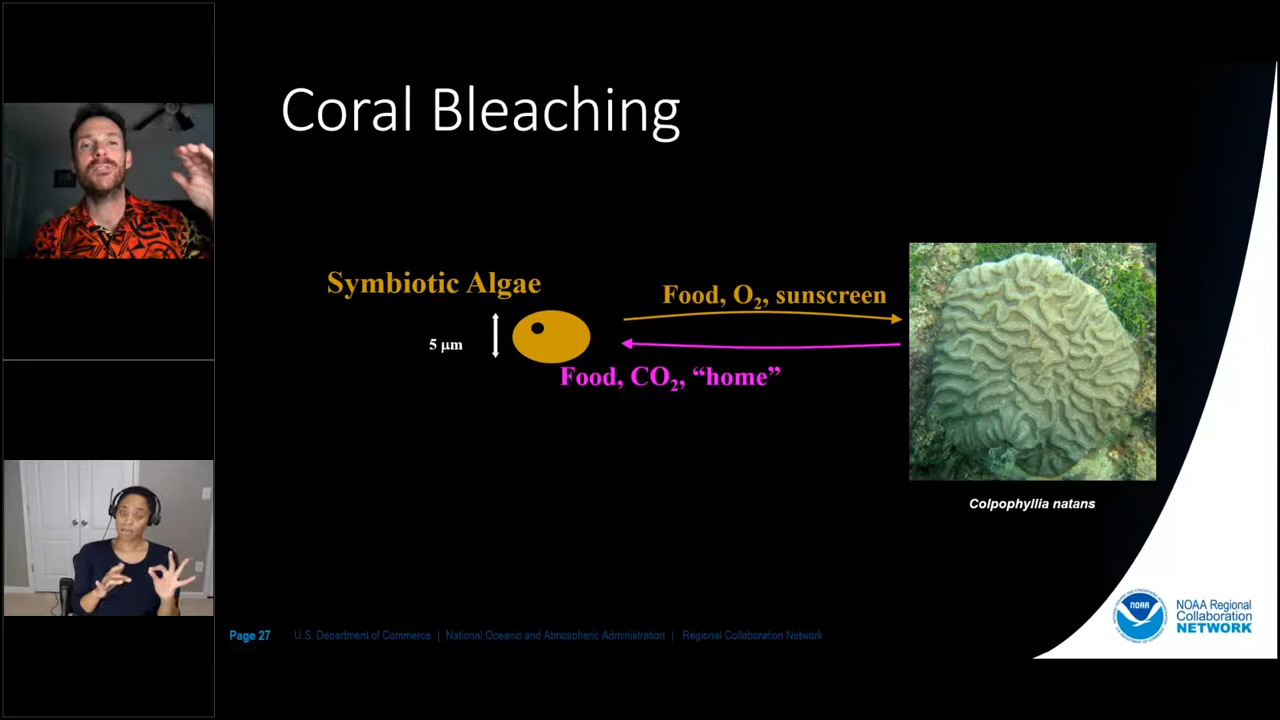 Coral Bleaching
Symbiotic Algae
5 μm
Food, O₂, sunscreen
Food, CO₂, “home”
Colpophyllia natans
Page 27
U.S. Department of Commerce | National Oceanic and Atmospheric Administration | Regional Collaboration Network
NOAA
NOAA Regional
Collaboration
NETWORK